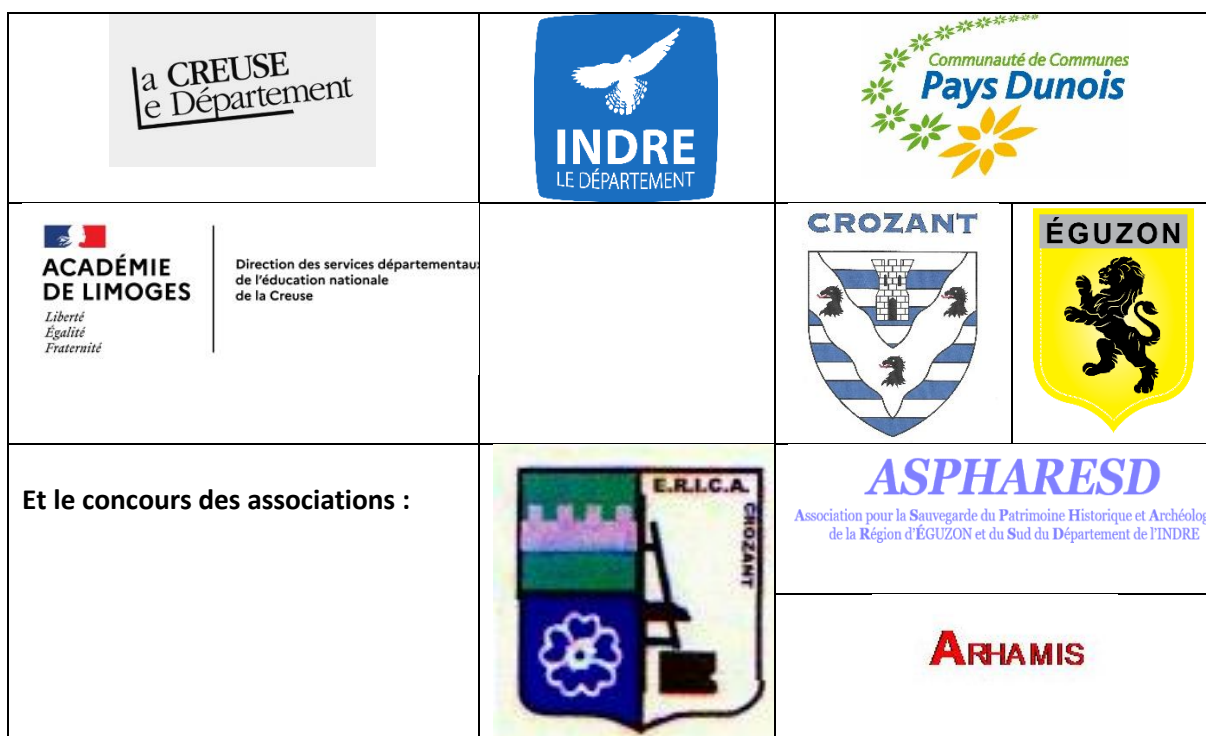 la CREUSE
le Département
INDRE
LE DÉPARTEMENT
Communauté de Communes
Pays Dunois
ACADÉMIE
DE LIMOGES
Liberté
Égalité
Fraternité
Direction des services départementaux
de l'éducation nationale
de la Creuse
CROZANT
ÉGUZON
Et le concours des associations :
E.R.I.C.A.
CROZANT
ASPHARESD
Association pour la Sauvegarde du Patrimoine Historique et Archéolog
de la Région d'ÉGUZON et du Sud du Département de l'INDRE
ARHAMIS